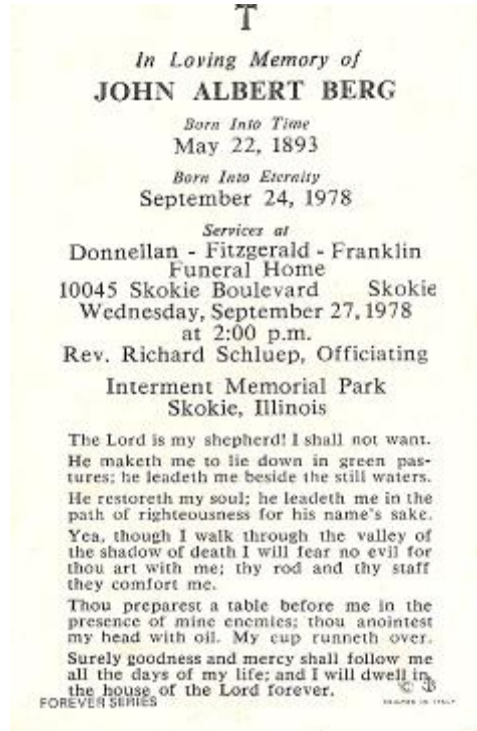 In Loving Memory of
JOHN ALBERT BERG
Born Into Time
May 22, 1893
Born Into Eternity
September 24, 1978
Services at
Donnellan - Fitzgerald - Franklin
Funeral Home
10045 Skokie Boulevard Skokie
Wednesday, September 27, 1978
at 2:00 p.m.
Rev. Richard Schluep, Officiating
Interment Memorial Park
Skokie, Illinois
The Lord is my shepherd! I shall not want.
He maketh me to lie down in green pas-
tures; he leadeth me beside the still waters.
He restoreth my soul; he leadeth me in the
path of righteousness for his name's sake.
Yea, though I walk through the valley of
the shadow of death I will fear no evil for
thou art with me; thy rod and thy staff
they comfort me.
Thou preparest a table before me in the
presence of mine enemies; thou anointest
my head with oil. My cup runneth over.
Surely goodness and mercy shall follow me
all the days of my life; and I will dwell in
the house of the Lord forever.
FOREVER SERIES
©
PRINTED IN ITALY